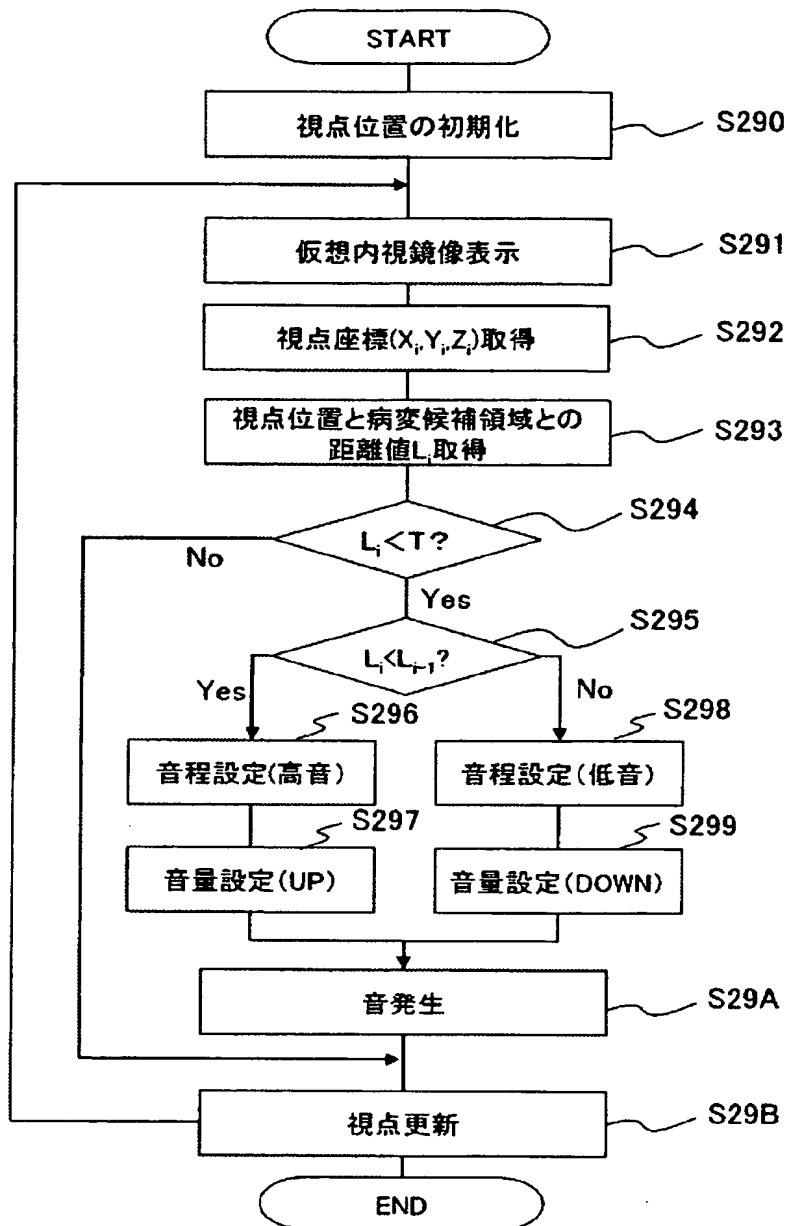 START
視点位置の初期化
S290
仮想内視鏡像表示
S291
視点座標(Xi,Yi,Zi)取得
S292
視点位置と病変候補領域との
距離値Li取得
S293
S294
Li<T?
No
Yes
S295
Li<Li-1?
Yes
No
S296
S298
音程設定(高音)
音程設定(低音)
S297
S299
音量設定(UP)
音量設定(DOWN)
音発生
S29A
視点更新
S29B
END